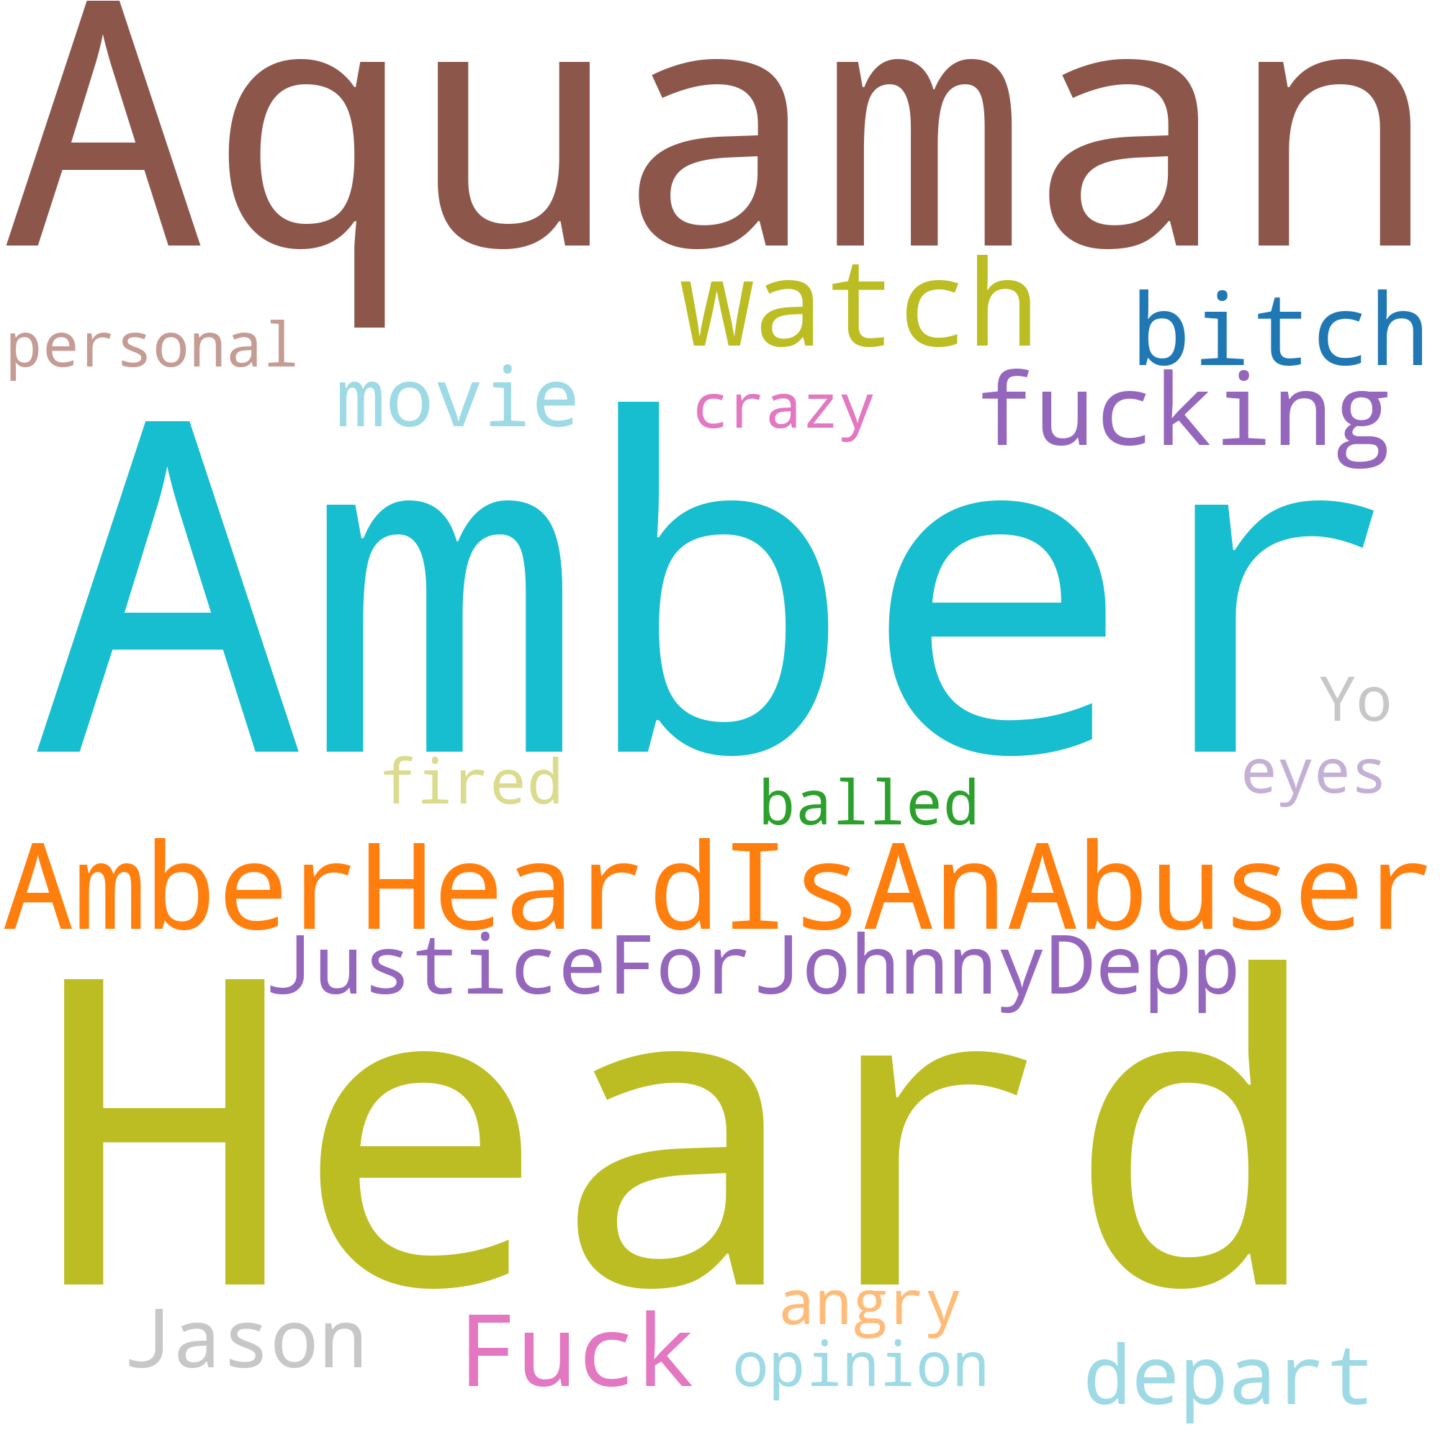 Aquaman
watch
bitch
personal
movie
crazy
fucking
Amber
Yo
fired
balled
eyes
AmberHeardIsAnAbuser
JusticeForJohnnyDepp
Heard
Jason
Fuck
angry
opinion
depart